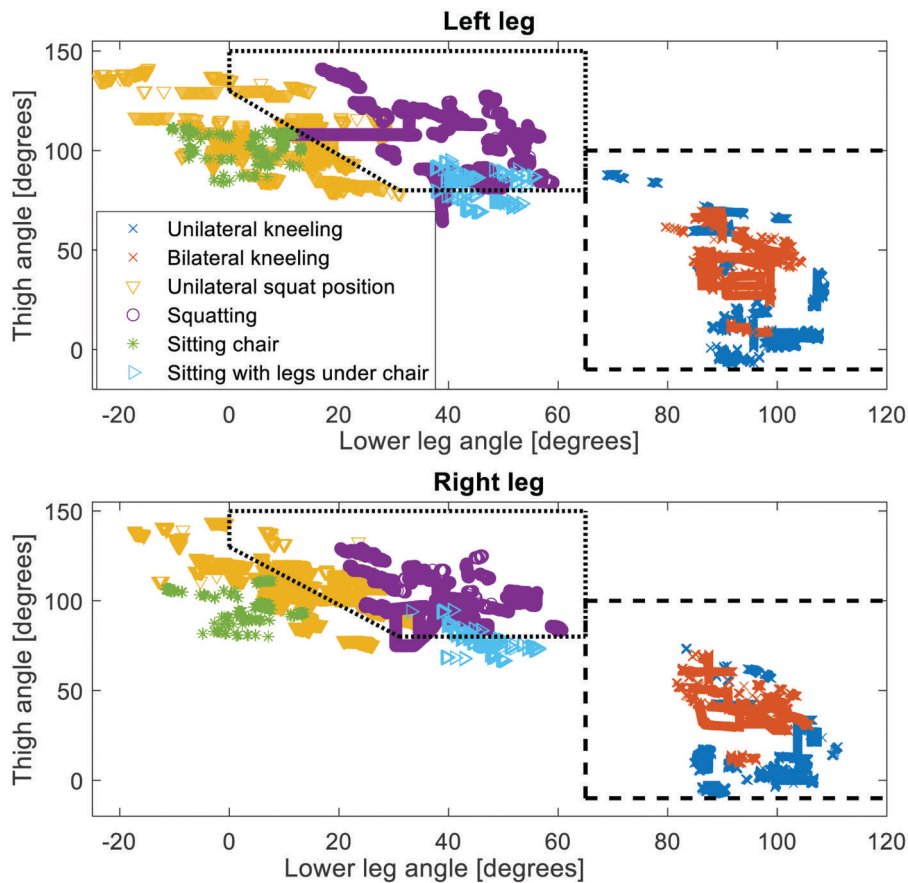 Left leg
150
100
50
0
Thigh angle [degrees]
Unilateral kneeling
Bilateral kneeling
Unilateral squat position
Squatting
Sitting chair
Sitting with legs under chair
-20 0 20 40 60 80 100 120
Lower leg angle [degrees]
Right leg
150
100
50
0
Thigh angle [degrees]
-20 0 20 40 60 80 100 120
Lower leg angle [degrees]